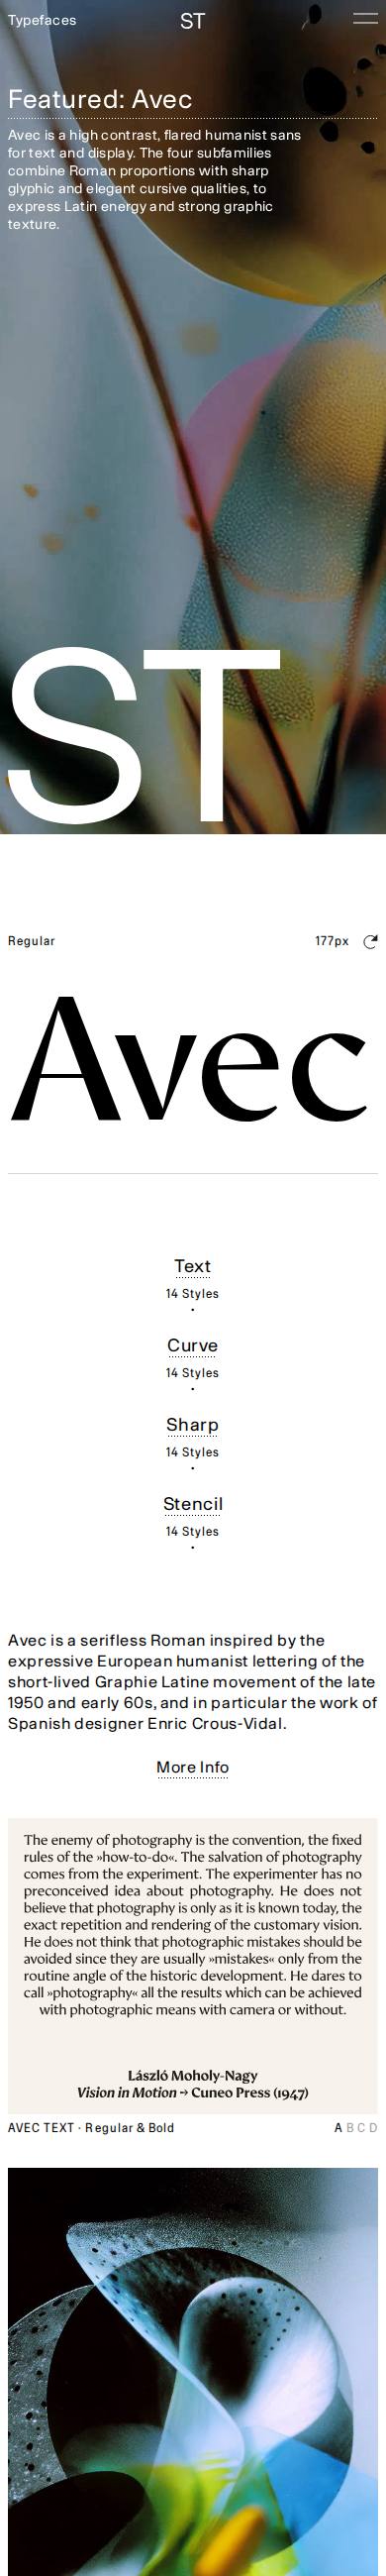 Typefaces
ST
Featured: Avec
Avec is a high contrast, flared humanist sans
for text and display. The four subfamilies
combine Roman proportions with sharp
glyphic and elegant cursive qualities, to
express Latin energy and strong graphic
texture.
ST
Regular
177px
Avec
Text
14 Styles
•
Curve
14 Styles
•
Sharp
14 Styles
•
Stencil
14 Styles
•
Avec is a serifless Roman inspired by the
expressive European humanist lettering of the
short-lived Graphie Latine movement of the late
1950 and early 60s, and in particular the work of
Spanish designer Enric Crous-Vidal.
More Info
The enemy of photography is the convention, the fixed
rules of the »how-to-do«. The salvation of photography
comes from the experiment. The experimenter has no
preconceived idea about photography. He does not
believe that photography is only as it is known today, the
exact repetition and rendering of the customary vision.
He does not think that photographic mistakes should be
avoided since they are usually »mistakes« only from the
routine angle of the historic development. He dares to
call »photography« all the results which can be achieved
with photographic means with camera or without.
László Moholy-Nagy
Vision in Motion → Cuneo Press (1947)
AVEC TEXT · Regular & Bold
A B C D